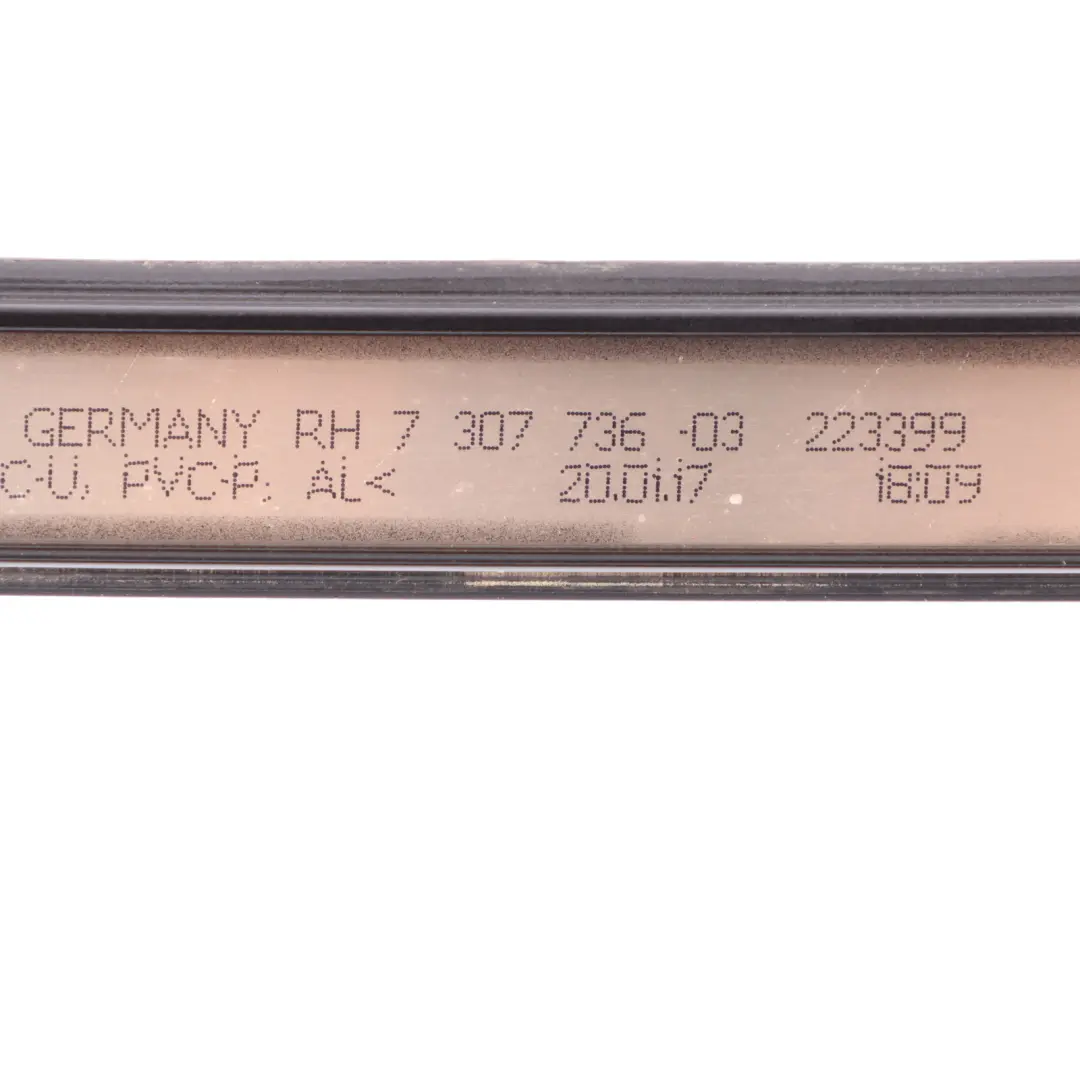 GERMANY RH 7 307 736 -03 223399
C-U, PVC-P, AL< 20.01.17 18:09